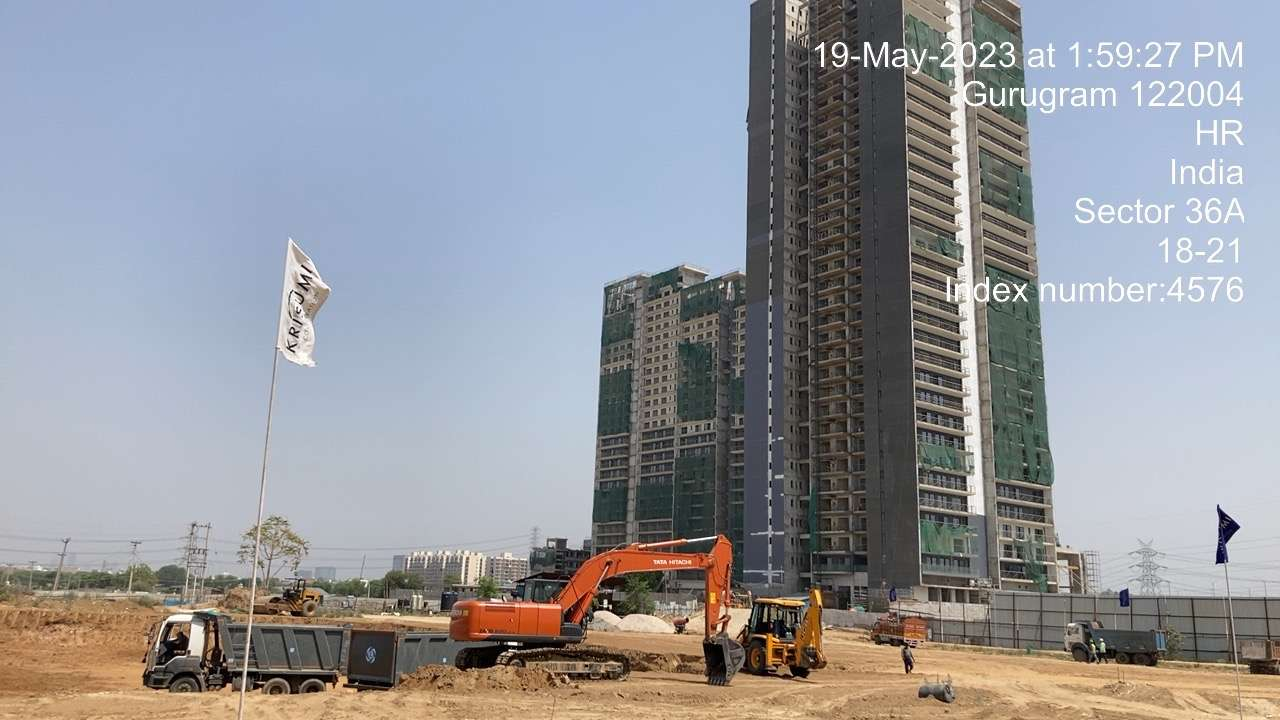 19-May-2023 at 1:59:27 PM
Gurugram 122004
HR
India
Sector 36A
18-21
Index number:4576
TATA HITACHI